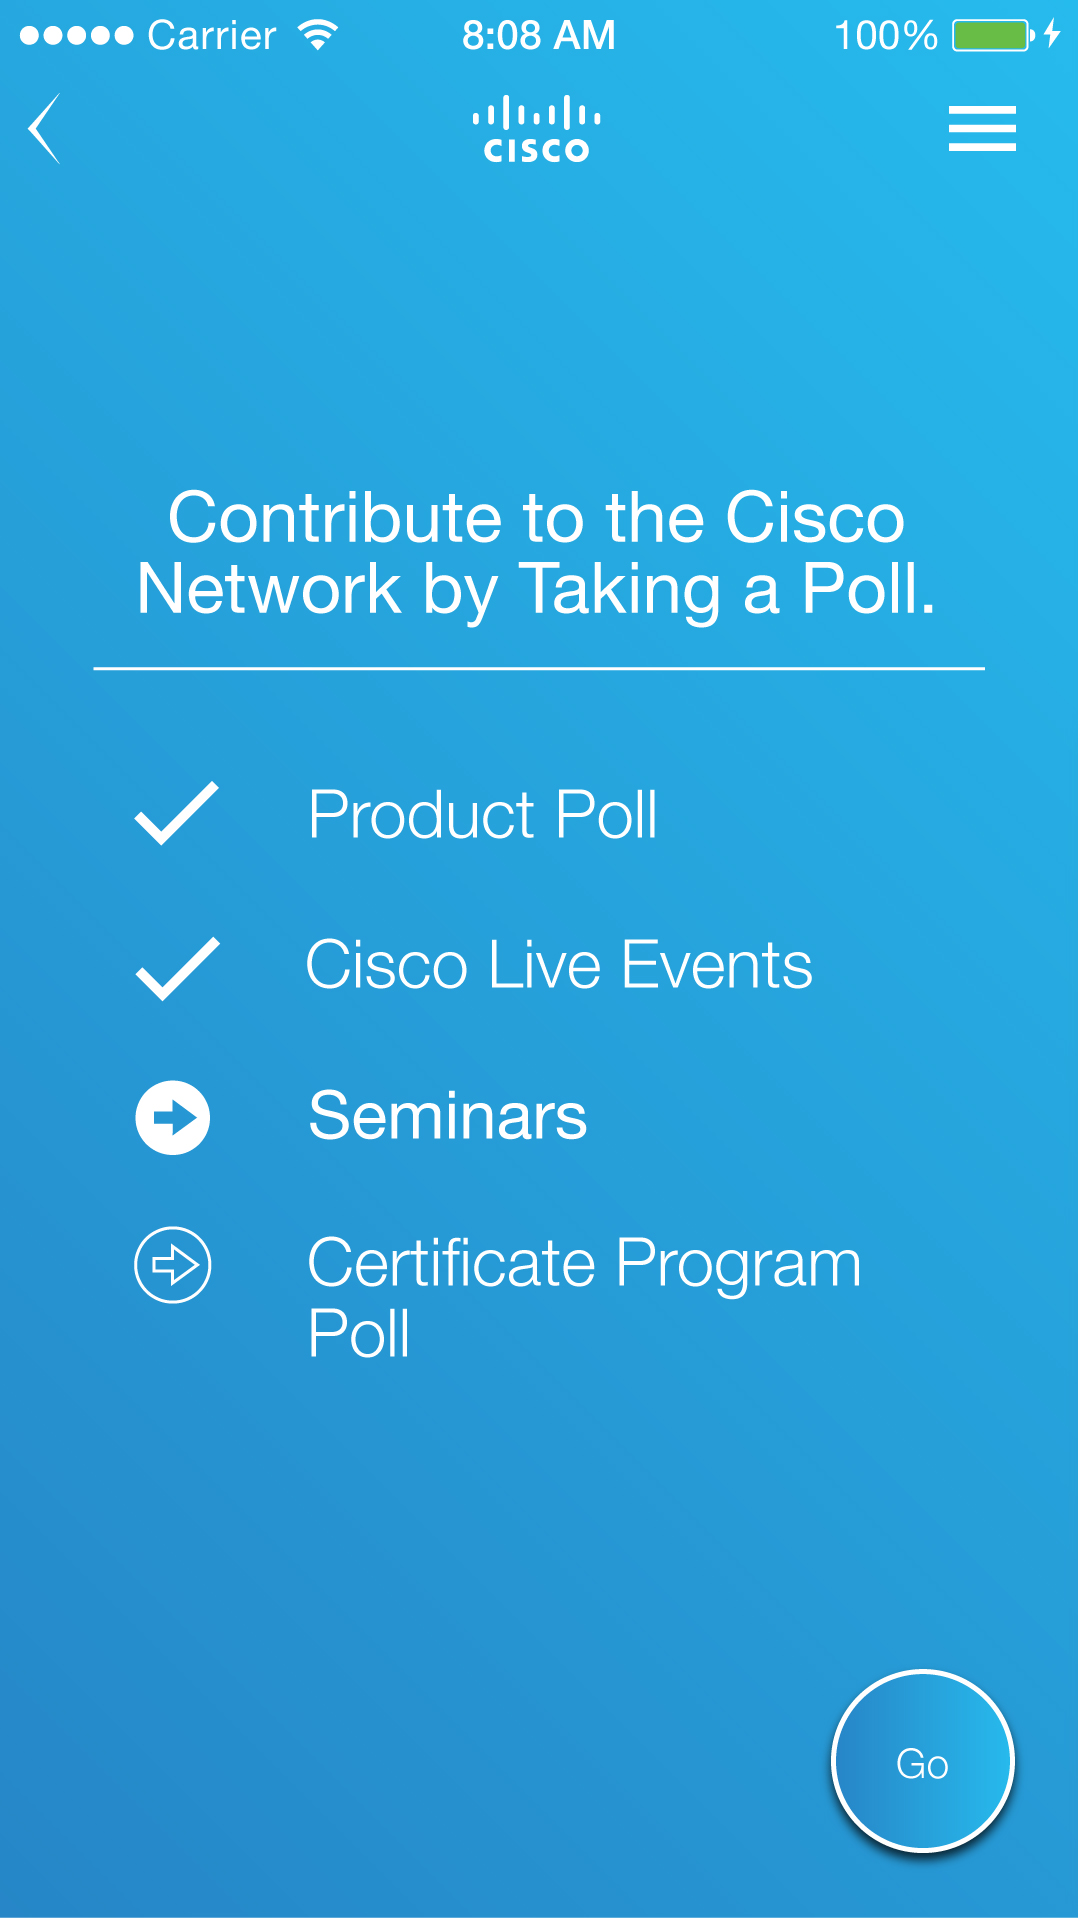 Carrier 8:08 AM 100%
CISCO
Contribute to the Cisco
Network by Taking a Poll.
Product Poll
Cisco Live Events
Seminars
Certificate Program
Poll
Go